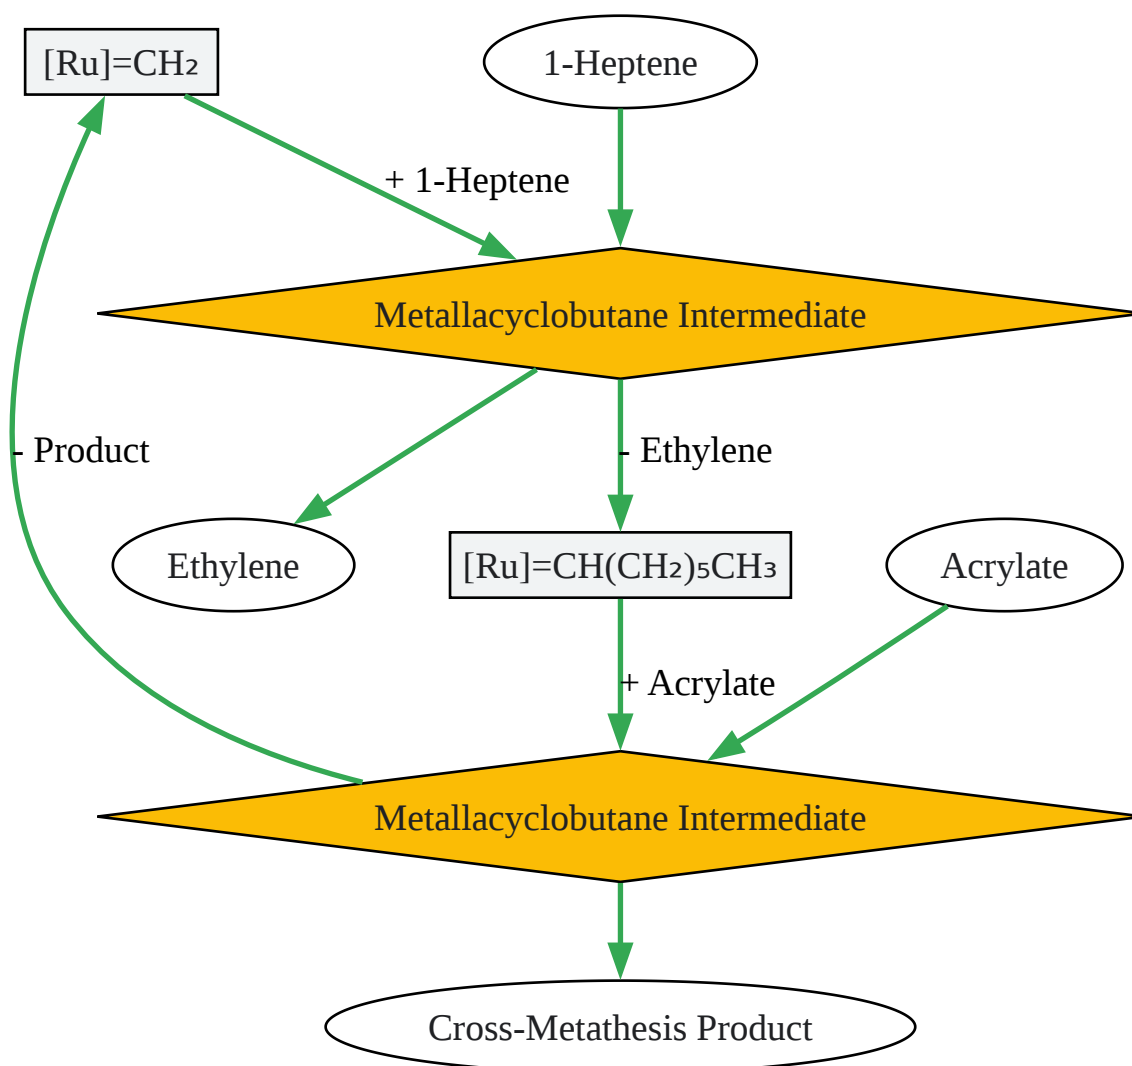 [Ru]=CH₂
1-Heptene
+ 1-Heptene
Metallacyclobutane Intermediate
- Product
- Ethylene
Ethylene
[Ru]=CH(CH₂)₅CH₃
Acrylate
+ Acrylate
Metallacyclobutane Intermediate
Cross-Metathesis Product